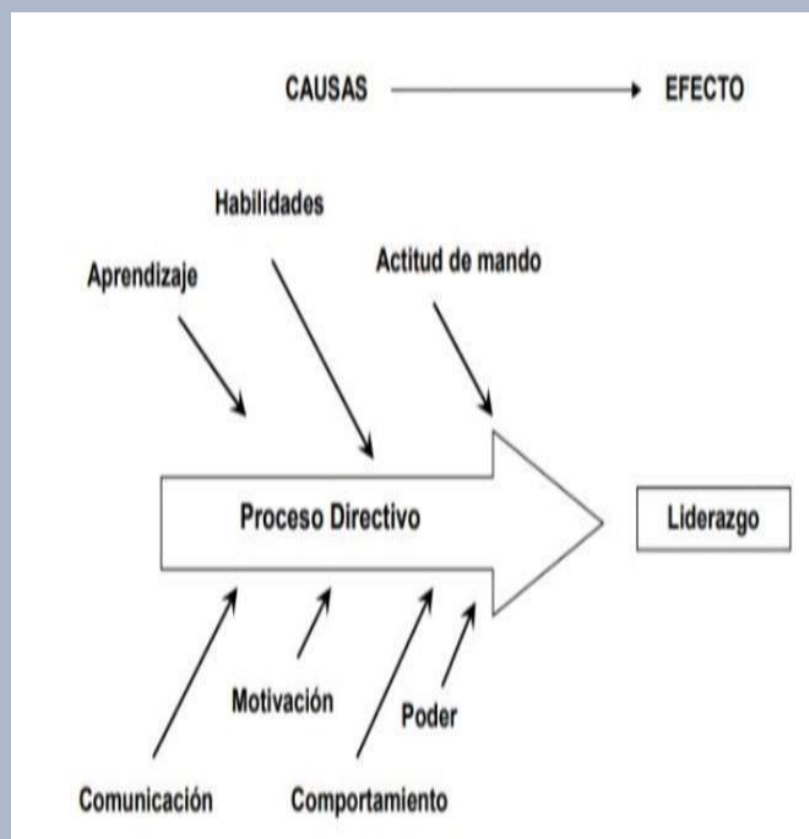 CAUSAS EFECTO
Habilidades
Aprendizaje
Actitud de mando
Proceso Directivo
Liderazgo
Motivación
Poder
Comunicación
Comportamiento